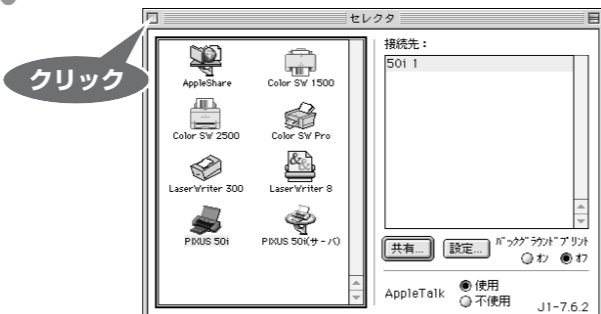 セレクタ
クリック
AppleShare
Color SW 1500
Color SW 2500
Color SW Pro
LaserWriter 300
LaserWriter 8
PIXUS 50i
PIXUS 50i(サーバ)
接続先：
50i 1
共有...
設定...
バックグラウンドプリント
オン
オフ
AppleTalk
使用
不使用
J1-7.6.2